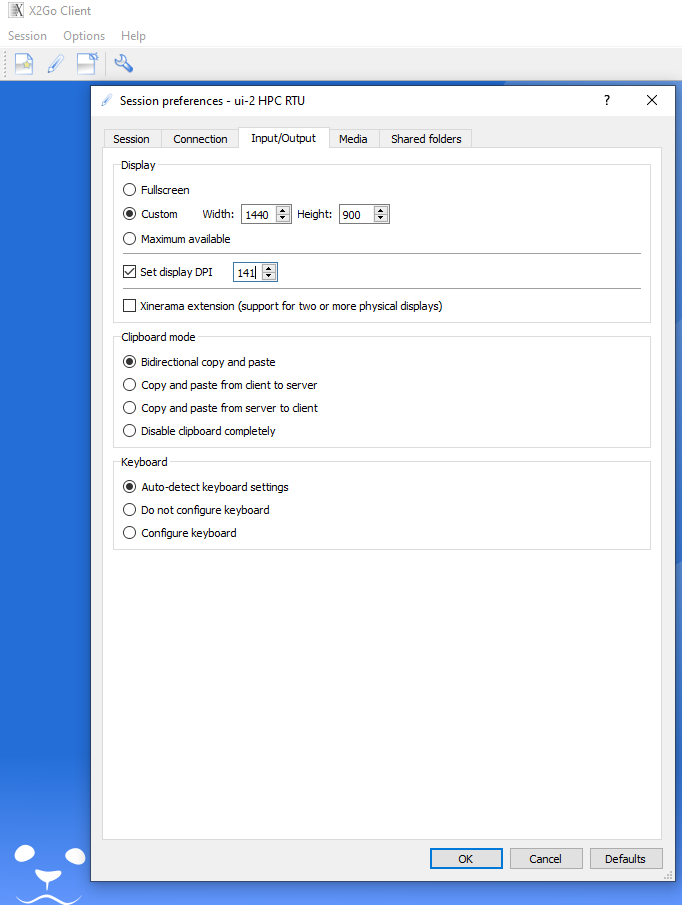 X2Go Client
Session Options Help
Session preferences - ui-2 HPC RTU ?
Session Connection Input/Output Media Shared folders
Display
Fullscreen
Custom Width: 1440 Height: 900
Maximum available
Set display DPI 141
Xinerama extension (support for two or more physical displays)
Clipboard mode
Bidirectional copy and paste
Copy and paste from client to server
Copy and paste from server to client
Disable clipboard completely
Keyboard
Auto-detect keyboard settings
Do not configure keyboard
Configure keyboard
OK Cancel Defaults